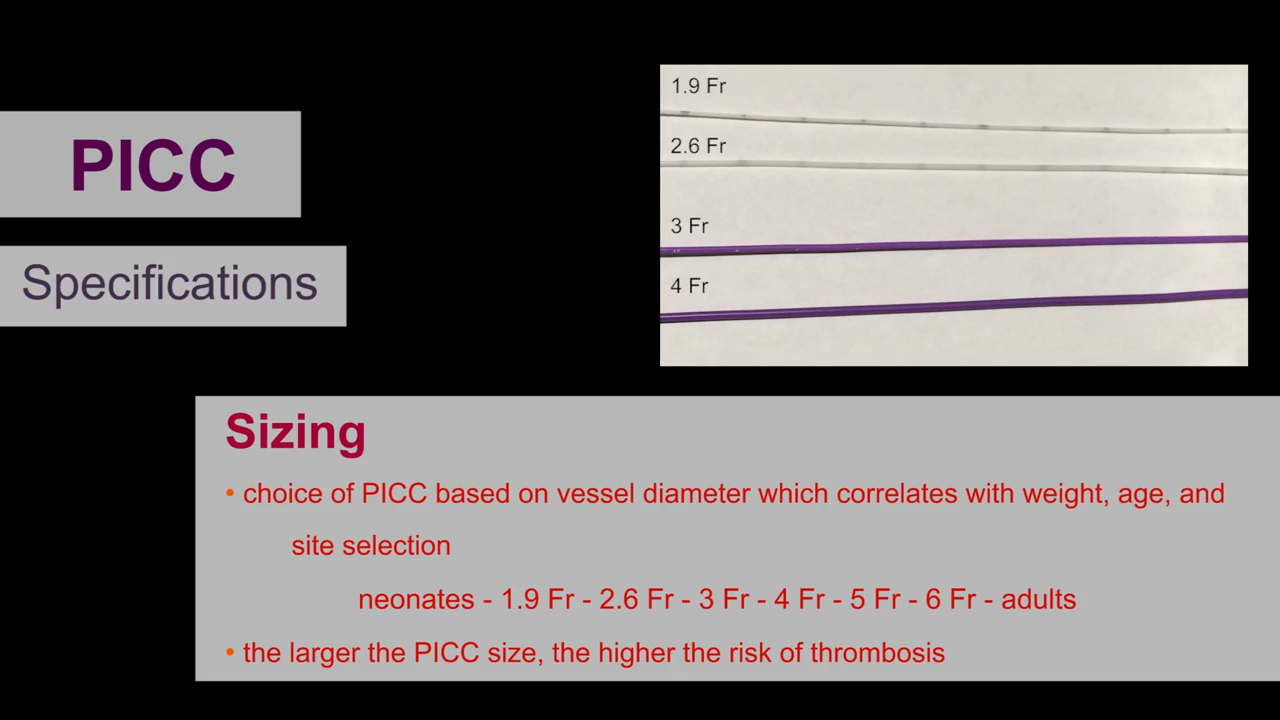 PICC
Specifications
1.9 Fr
2.6 Fr
3 Fr
4 Fr
Sizing
• choice of PICC based on vessel diameter which correlates with weight, age, and
site selection
neonates - 1.9 Fr - 2.6 Fr - 3 Fr - 4 Fr - 5 Fr - 6 Fr - adults
• the larger the PICC size, the higher the risk of thrombosis